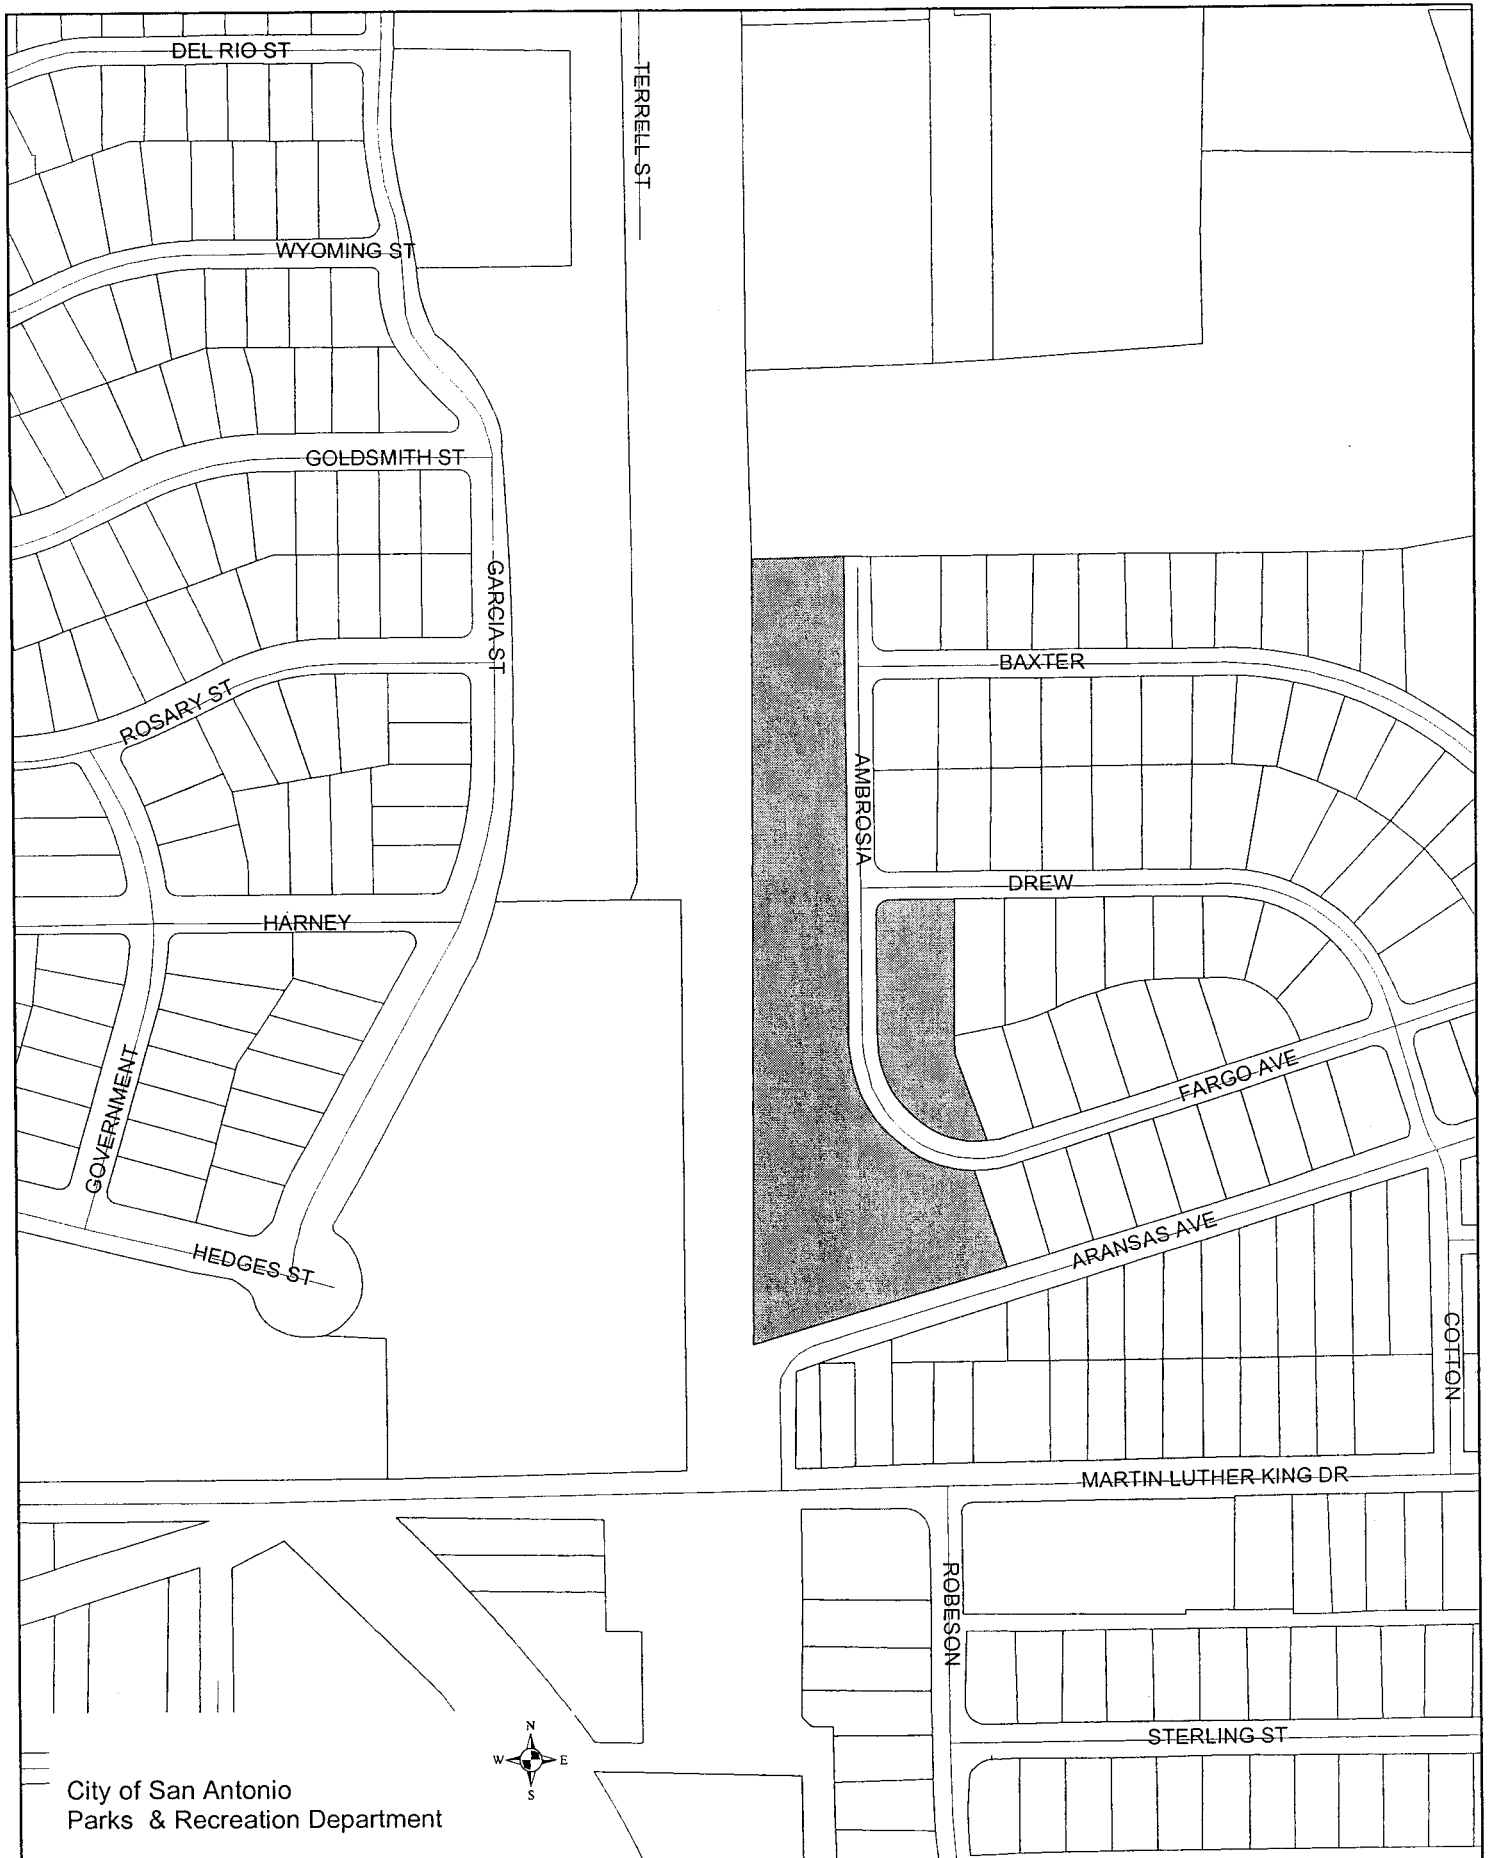 DEL RIO ST
TERRELL ST
WYOMING ST
GOLDSMITH ST
GARCIA ST
BAXTER
ROSARY ST
AMBROSIA
DREW
HARNEY
FARGO AVE
GOVERNMENT
ARANSAS AVE
HEDGES ST
COTTON
MARTIN LUTHER KING DR
ROBESON
STERLING ST
N
W E
S
City of San Antonio
Parks & Recreation Department